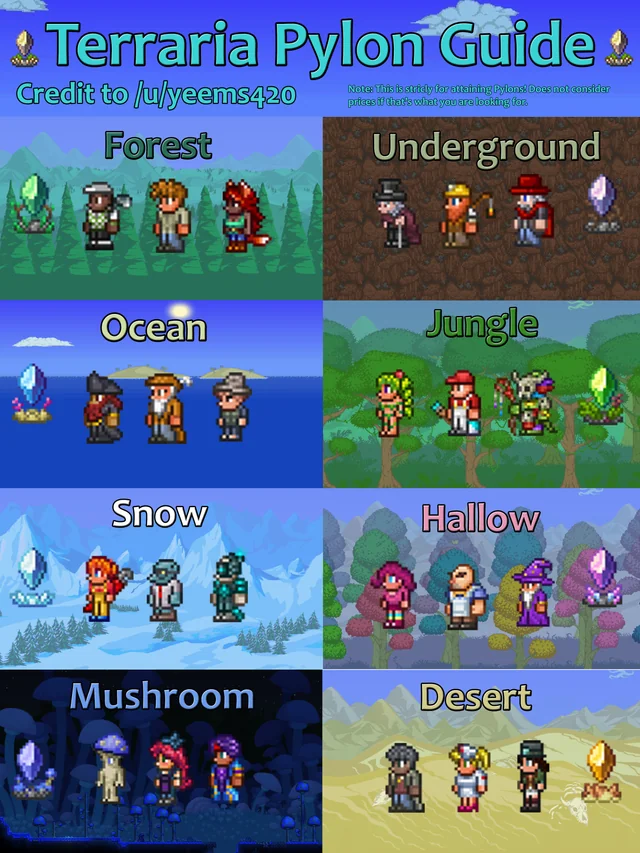 Terraria Pylon Guide
Credit to /u/yeems420
Note: This is stricly for attaining Pylons! Does not consider
prices if that's what you are looking for.
Forest
Underground
Ocean
Jungle
Snow
Hallow
Mushroom
Desert